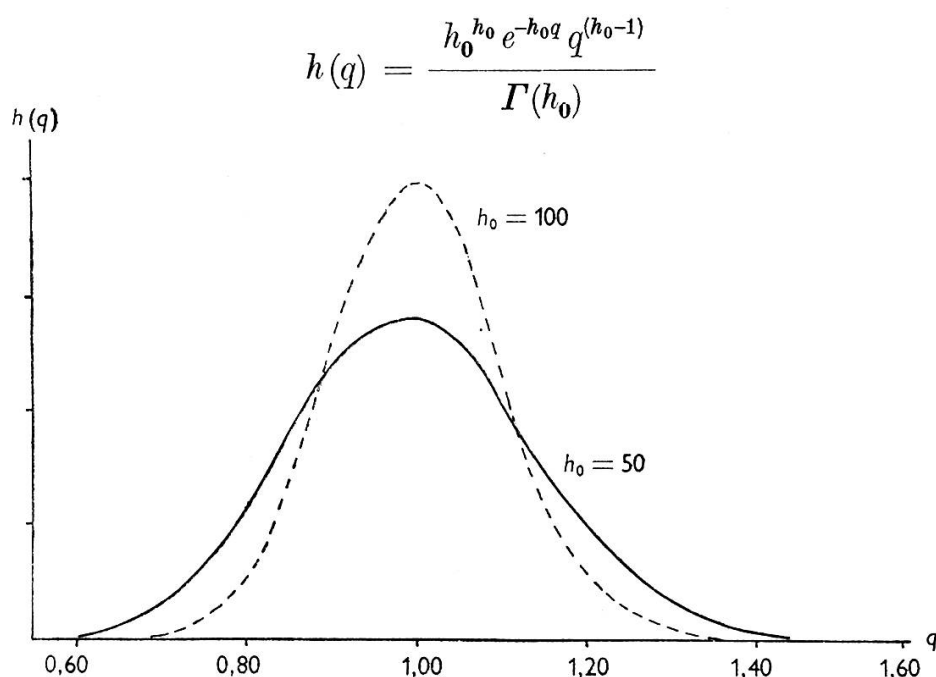 h(q) = h₀^{h₀} e^{-h₀q} q^{(h₀-1)} / Γ(h₀)
h(q)
h₀ = 100
h₀ = 50
q
0,60 0,80 1,00 1,20 1,40 1,60